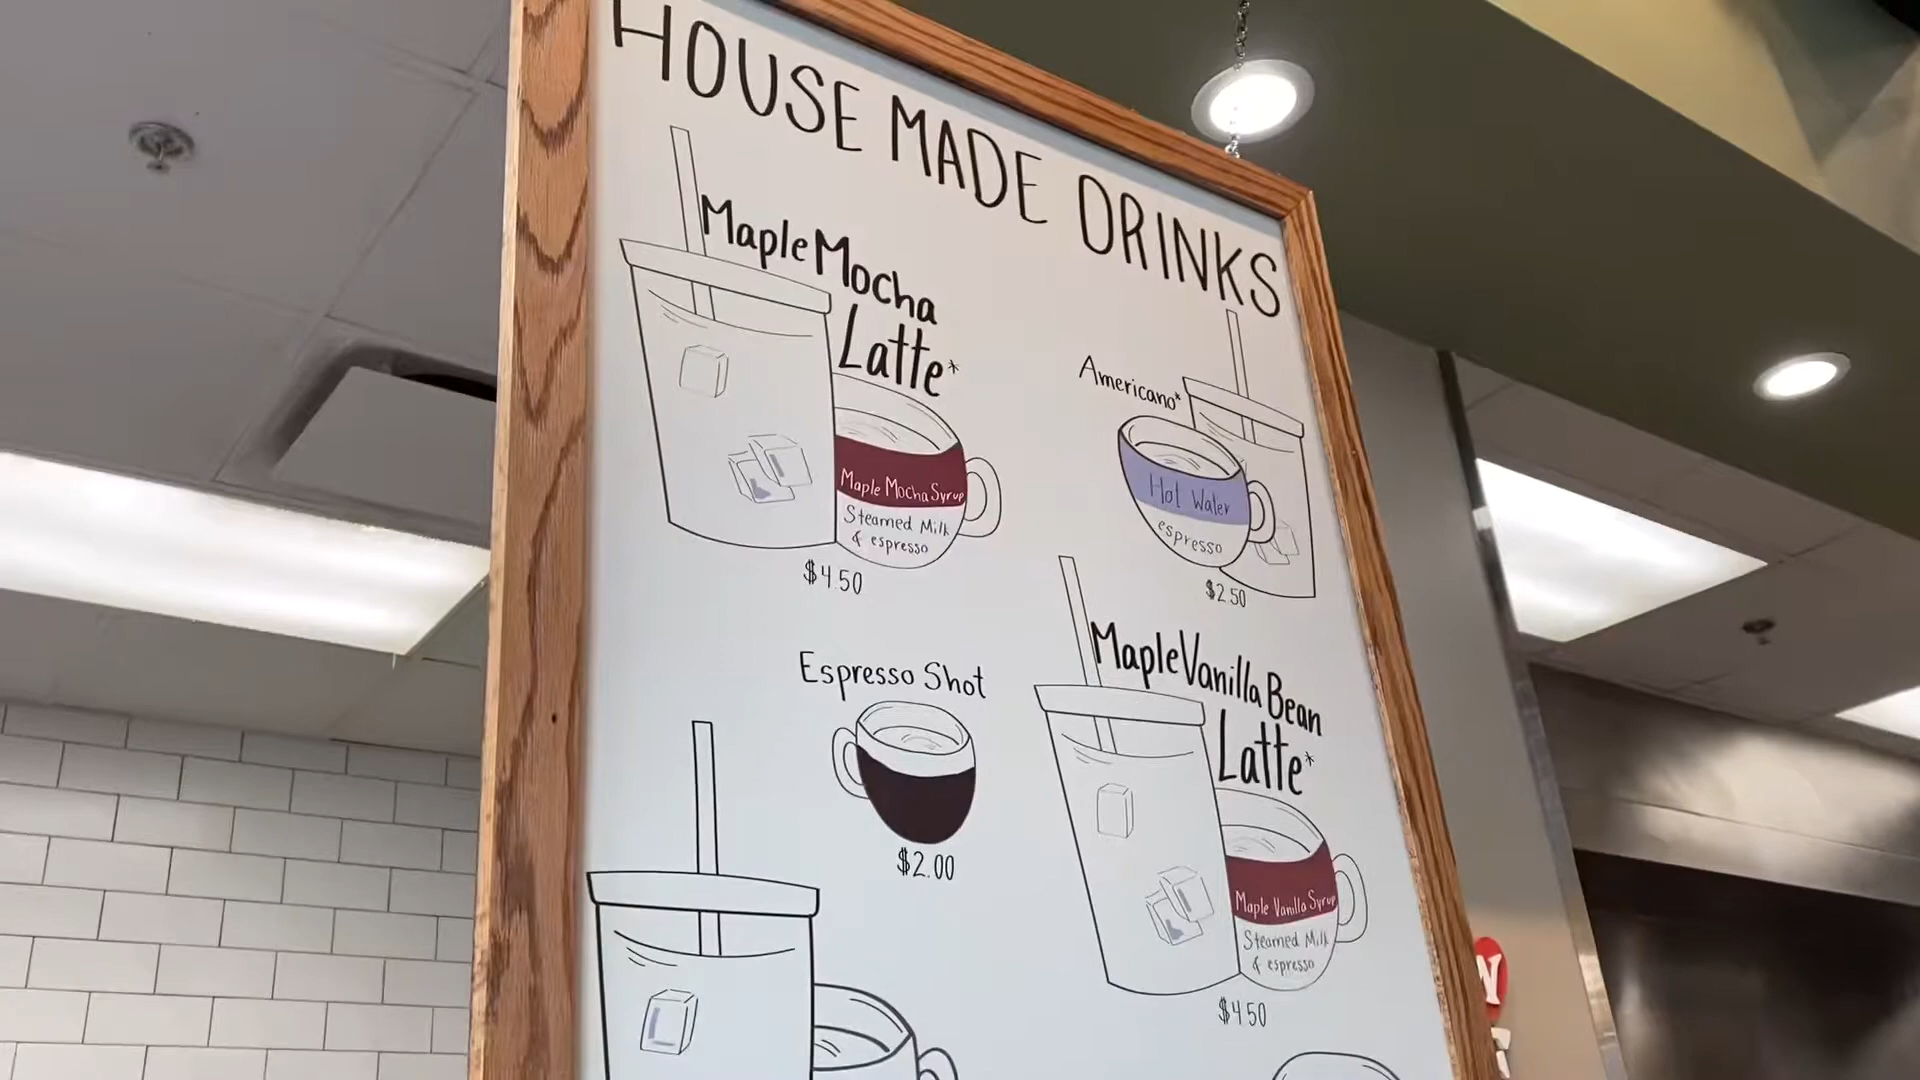 HOUSE MADE DRINKS
Maple Mocha
Latte*
Maple Mocha Syrup
Steamed Milk
& espresso
$4.50
Americano*
Hot Water
espresso
$2.50
Espresso Shot
$2.00
Maple Vanilla Bean
Latte*
Maple Vanilla Syrup
Steamed Milk
& espresso
$4.50
W